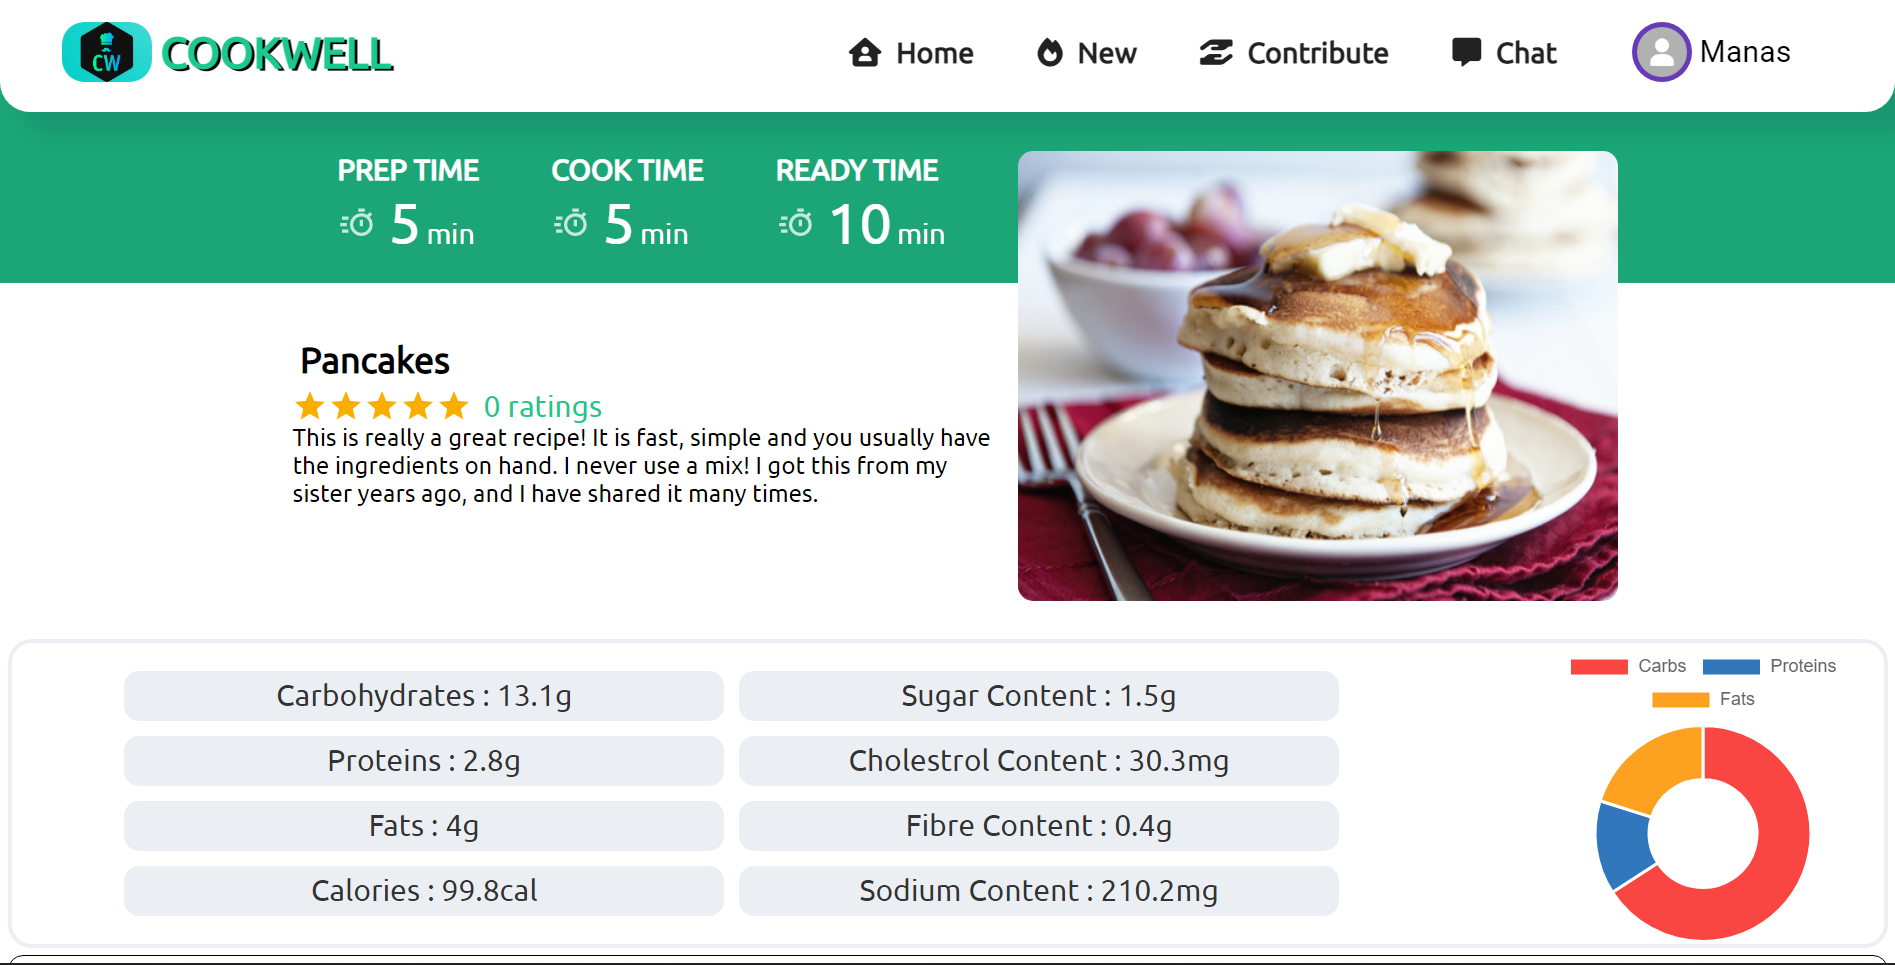 CW COOKWELL Home New Contribute Chat Manas
PREP TIME COOK TIME READY TIME
5 min 5 min 10 min
Pancakes
0 ratings
This is really a great recipe! It is fast, simple and you usually have
the ingredients on hand. I never use a mix! I got this from my
sister years ago, and I have shared it many times.
Carbs Proteins
Fats
Carbohydrates : 13.1g Sugar Content : 1.5g
Proteins : 2.8g Cholestrol Content : 30.3mg
Fats : 4g Fibre Content : 0.4g
Calories : 99.8cal Sodium Content : 210.2mg